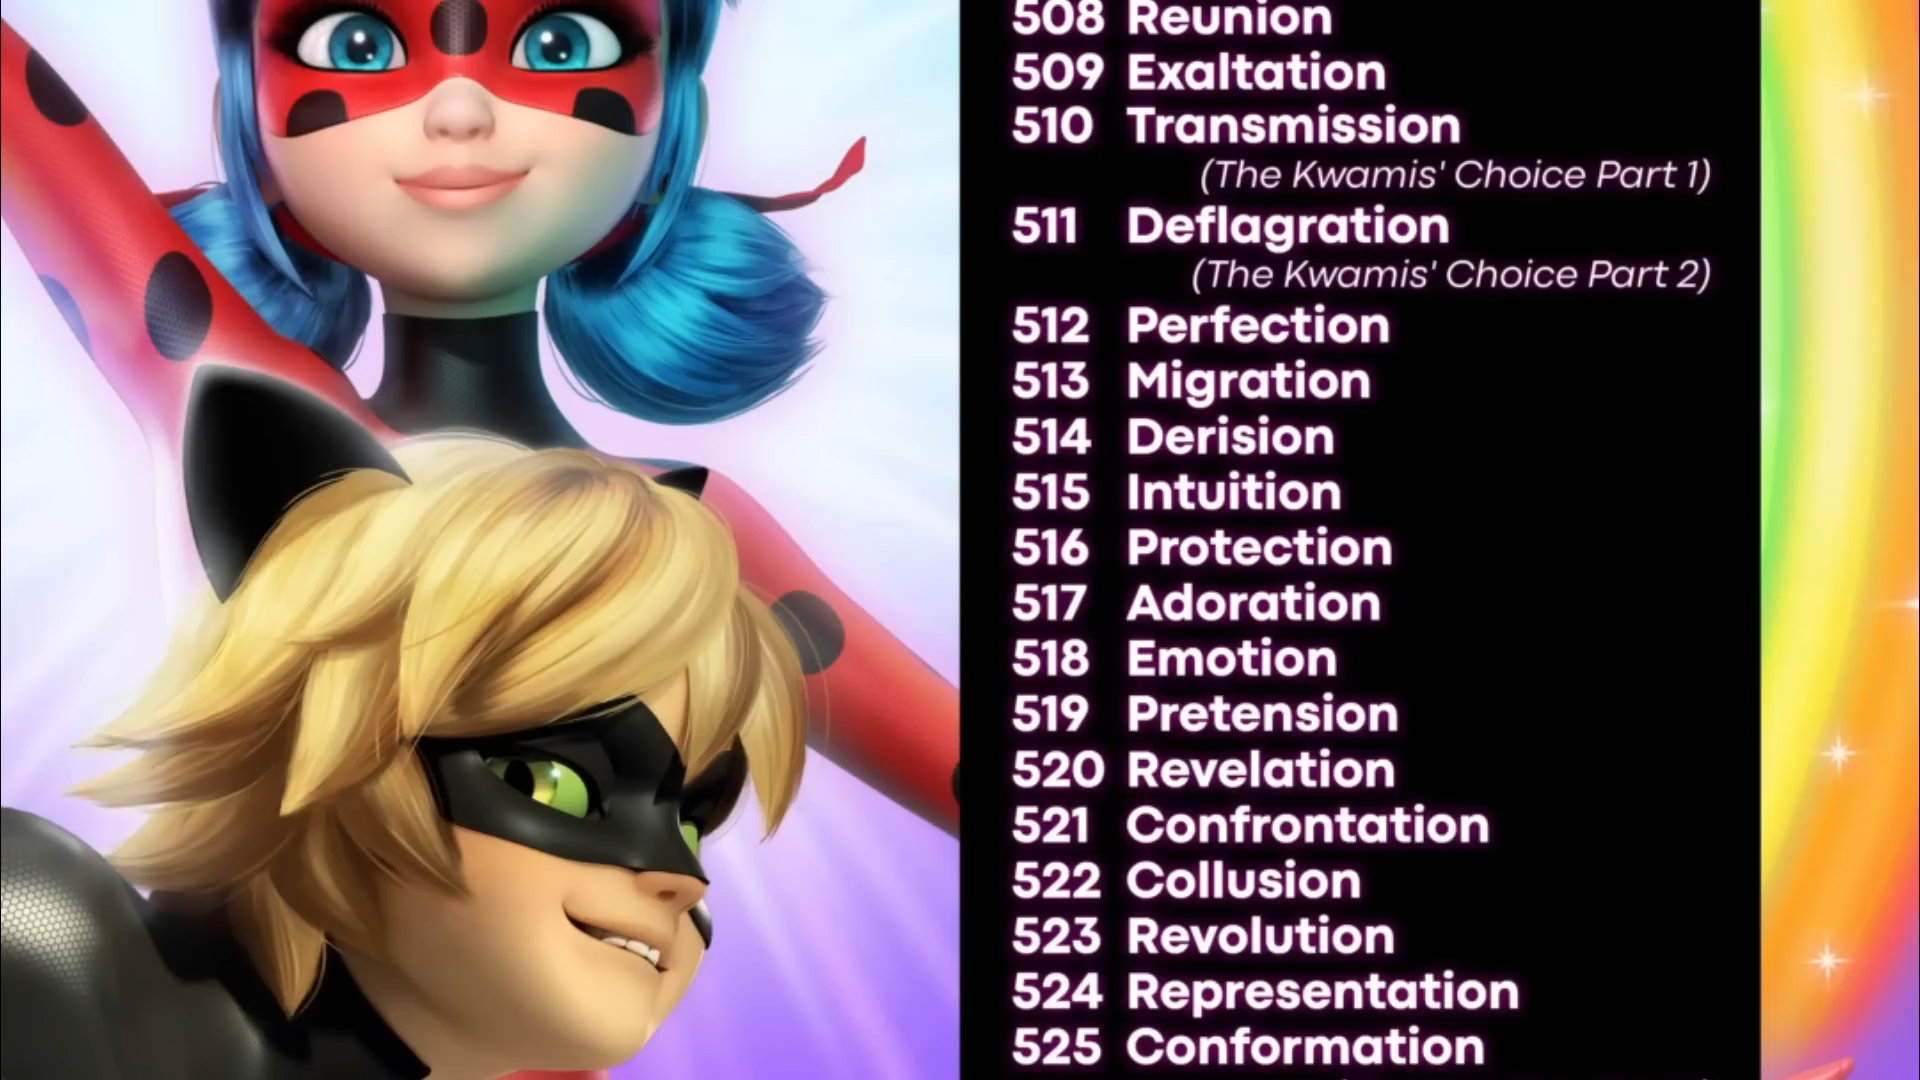 508 Reunion
509 Exaltation
510 Transmission
(The Kwamis' Choice Part 1)
511 Deflagration
(The Kwamis' Choice Part 2)
512 Perfection
513 Migration
514 Derision
515 Intuition
516 Protection
517 Adoration
518 Emotion
519 Pretension
520 Revelation
521 Confrontation
522 Collusion
523 Revolution
524 Representation
525 Conformation